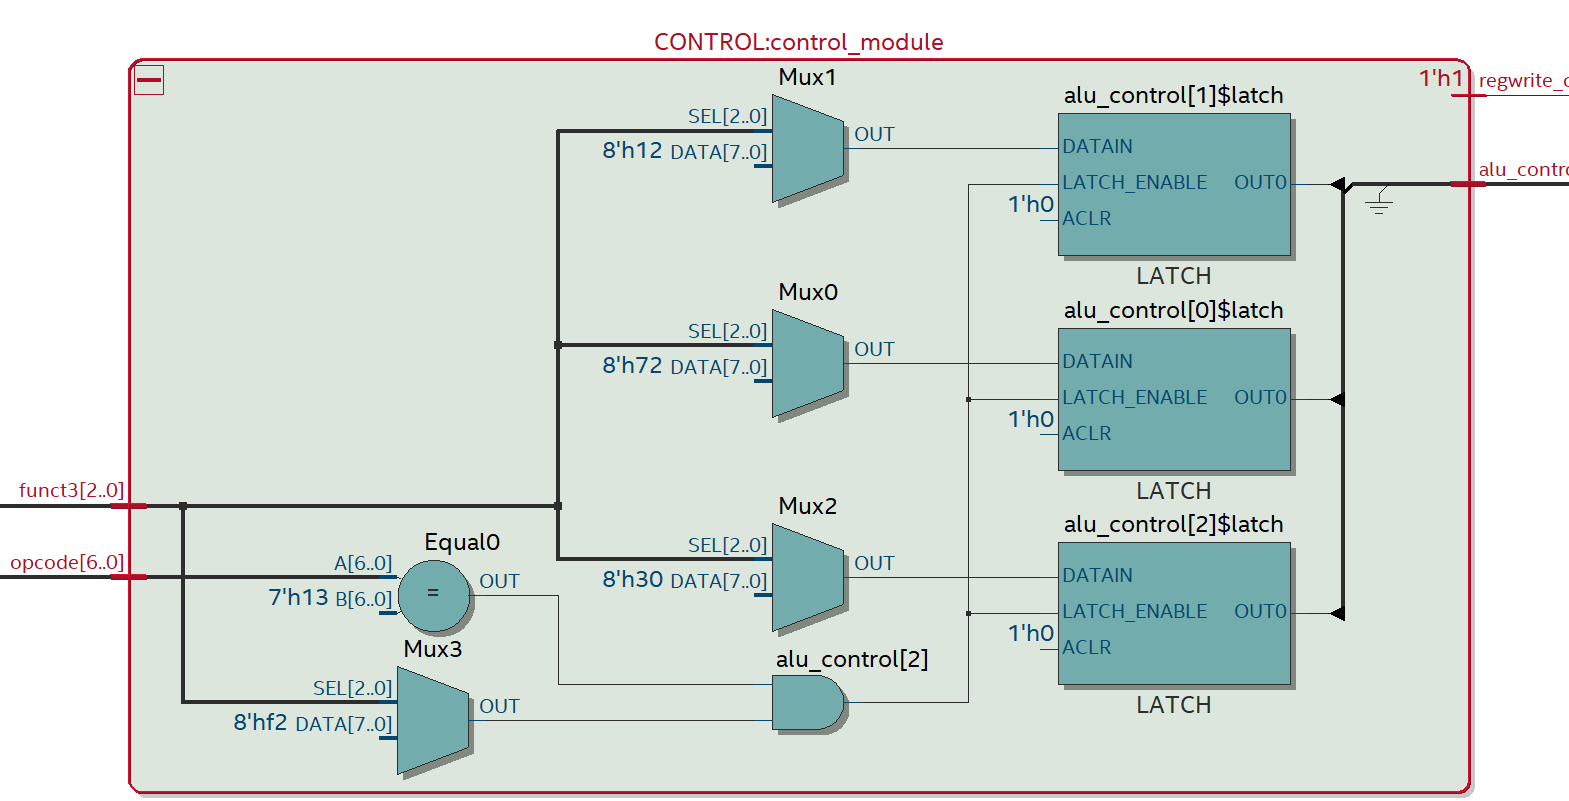 CONTROL:control_module
1'h1 regwrite_
Mux1
SEL[2..0]
8'h12 DATA[7..0]
OUT
alu_control[1]$latch
DATAIN
LATCH_ENABLE OUT0
1'h0
ACLR
LATCH
alu_contr
Mux0
SEL[2..0]
8'h72 DATA[7..0]
OUT
alu_control[0]$latch
DATAIN
LATCH_ENABLE OUT0
1'h0
ACLR
LATCH
funct3[2..0]
opcode[6..0]
Mux2
SEL[2..0]
8'h30 DATA[7..0]
OUT
alu_control[2]$latch
DATAIN
LATCH_ENABLE OUT0
1'h0
ACLR
LATCH
Equal0
A[6..0]
7'h13 B[6..0]
=
OUT
Mux3
SEL[2..0]
8'hf2 DATA[7..0]
OUT
alu_control[2]